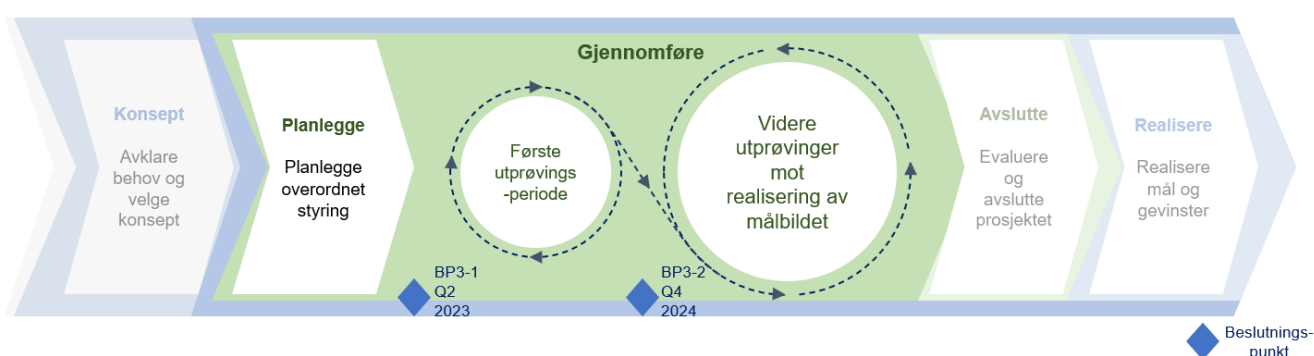 Gjennomføre
Konsept
Avklare
behov og
velge
konsept
Planlegge
Planlegge
overordnet
styring
Første
utprøvings
-periode
Videre
utprøvinger
mot
realisering av
målbildet
Avslutte
Evaluere
og
avslutte
prosjektet
Realisere
Realisere
mål og
gevinster
BP3-1
Q2
2023
BP3-2
Q4
2024
Beslutnings-
punkt